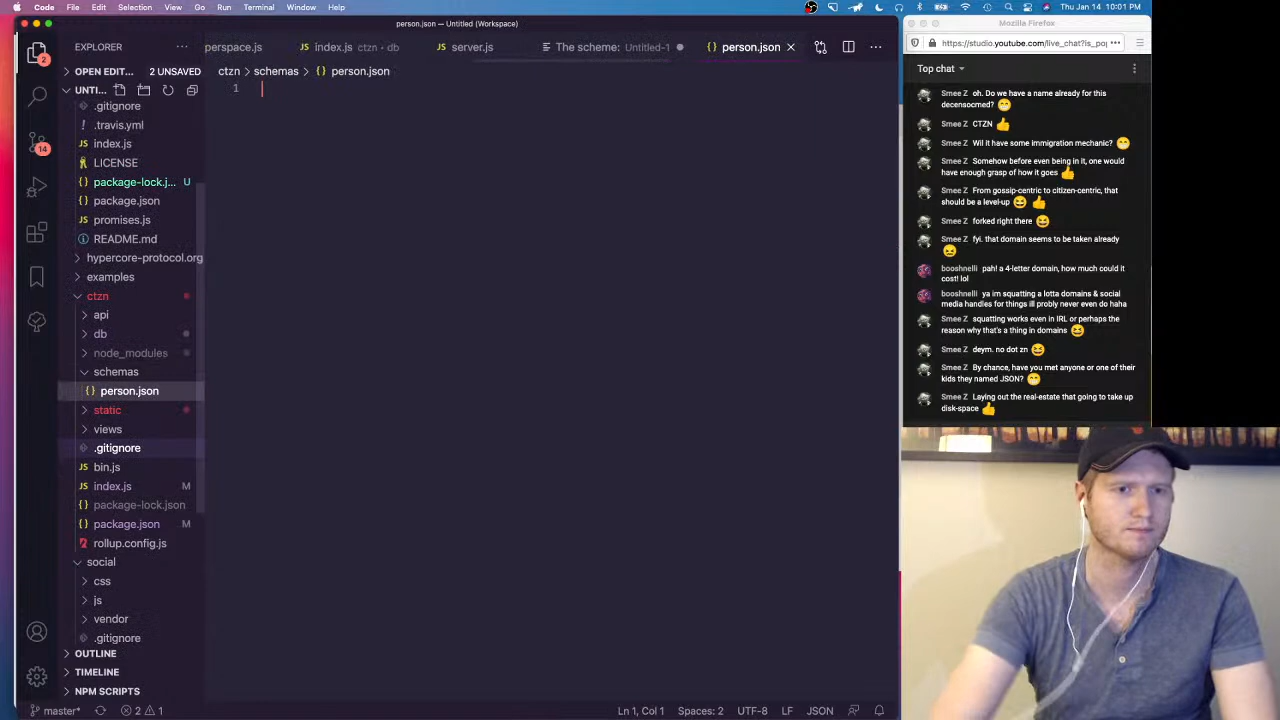 Code File Edit Selection View Go Run Terminal Window Help
Thu Jan 14 10:01 PM
person.json — Untitled (Workspace)
EXPLORER
index.js ctzn • db
server.js
The scheme: Untitled-1
person.json
OPEN EDIT... 2 UNSAVED
UNTI...
ctzn > schemas > person.json
1
2
14
.gitignore
.travis.yml
index.js
LICENSE
package-lock.j... U
package.json
promises.js
README.md
hypercore-protocol.org
examples
ctzn
api
db
node_modules
schemas
person.json
static
views
.gitignore
bin.js
index.js M
package-lock.json
package.json M
rollup.config.js
social
css
js
vendor
.gitignore
OUTLINE
TIMELINE
NPM SCRIPTS
master*
2 1
Ln 1, Col 1
Spaces: 2
UTF-8
LF
JSON
Mozilla Firefox
https://studio.youtube.com/live_chat?is_po
Top chat
Smee Z oh. Do we have a name already for this
decensocmed?
Smee Z CTZN
Smee Z Wil it have some immigration mechanic?
Smee Z Somehow before even being in it, one would
have enough grasp of how it goes
Smee Z From gossip-centric to citizen-centric, that
should be a level-up
Smee Z forked right there
Smee Z fyi. that domain seems to be taken already
booshnelli pah! a 4-letter domain, how much could it
cost! lol
booshnelli ya im squatting a lotta domains & social
media handles for things ill probly never even do haha
Smee Z squatting works even in IRL or perhaps the
reason why that's a thing in domains
Smee Z deym. no dot zn
Smee Z By chance, have you met anyone or one of their
kids they named JSON?
Smee Z Laying out the real-estate that going to take up
disk-space